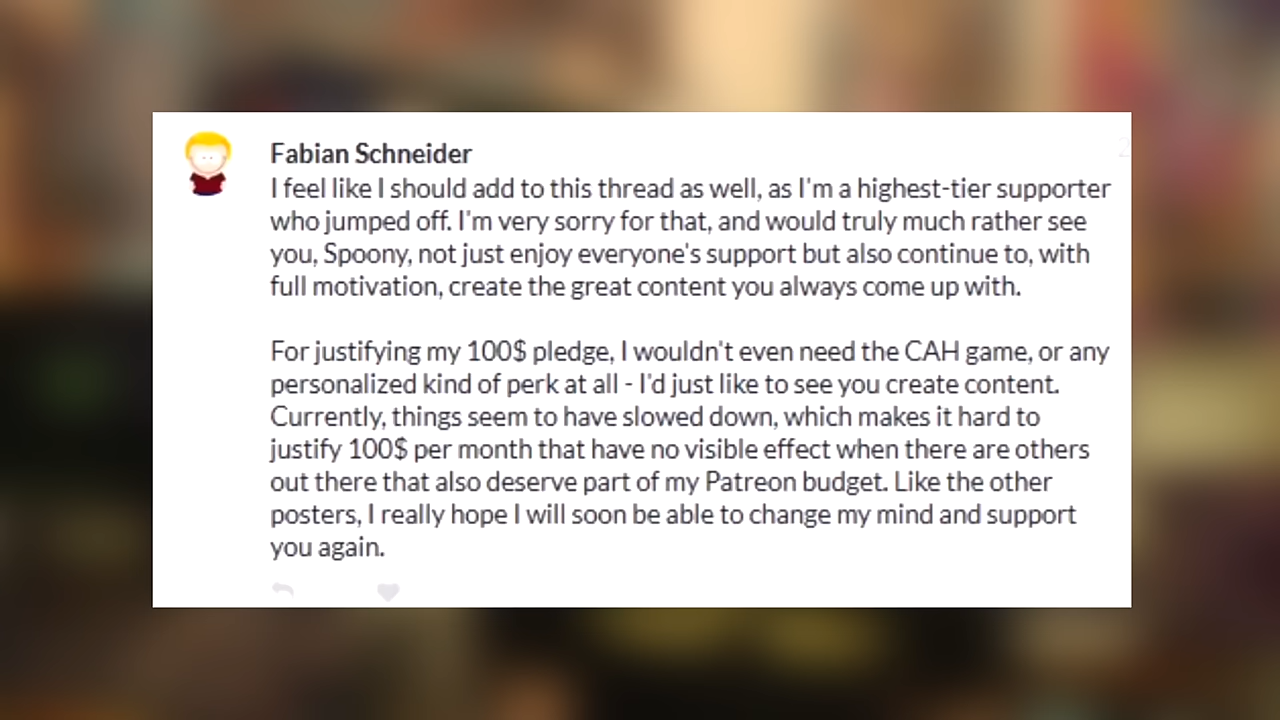 Fabian Schneider
I feel like I should add to this thread as well, as I'm a highest-tier supporter
who jumped off. I'm very sorry for that, and would truly much rather see
you, Spoony, not just enjoy everyone's support but also continue to, with
full motivation, create the great content you always come up with.
For justifying my 100$ pledge, I wouldn't even need the CAH game, or any
personalized kind of perk at all - I'd just like to see you create content.
Currently, things seem to have slowed down, which makes it hard to
justify 100$ per month that have no visible effect when there are others
out there that also deserve part of my Patreon budget. Like the other
posters, I really hope I will soon be able to change my mind and support
you again.